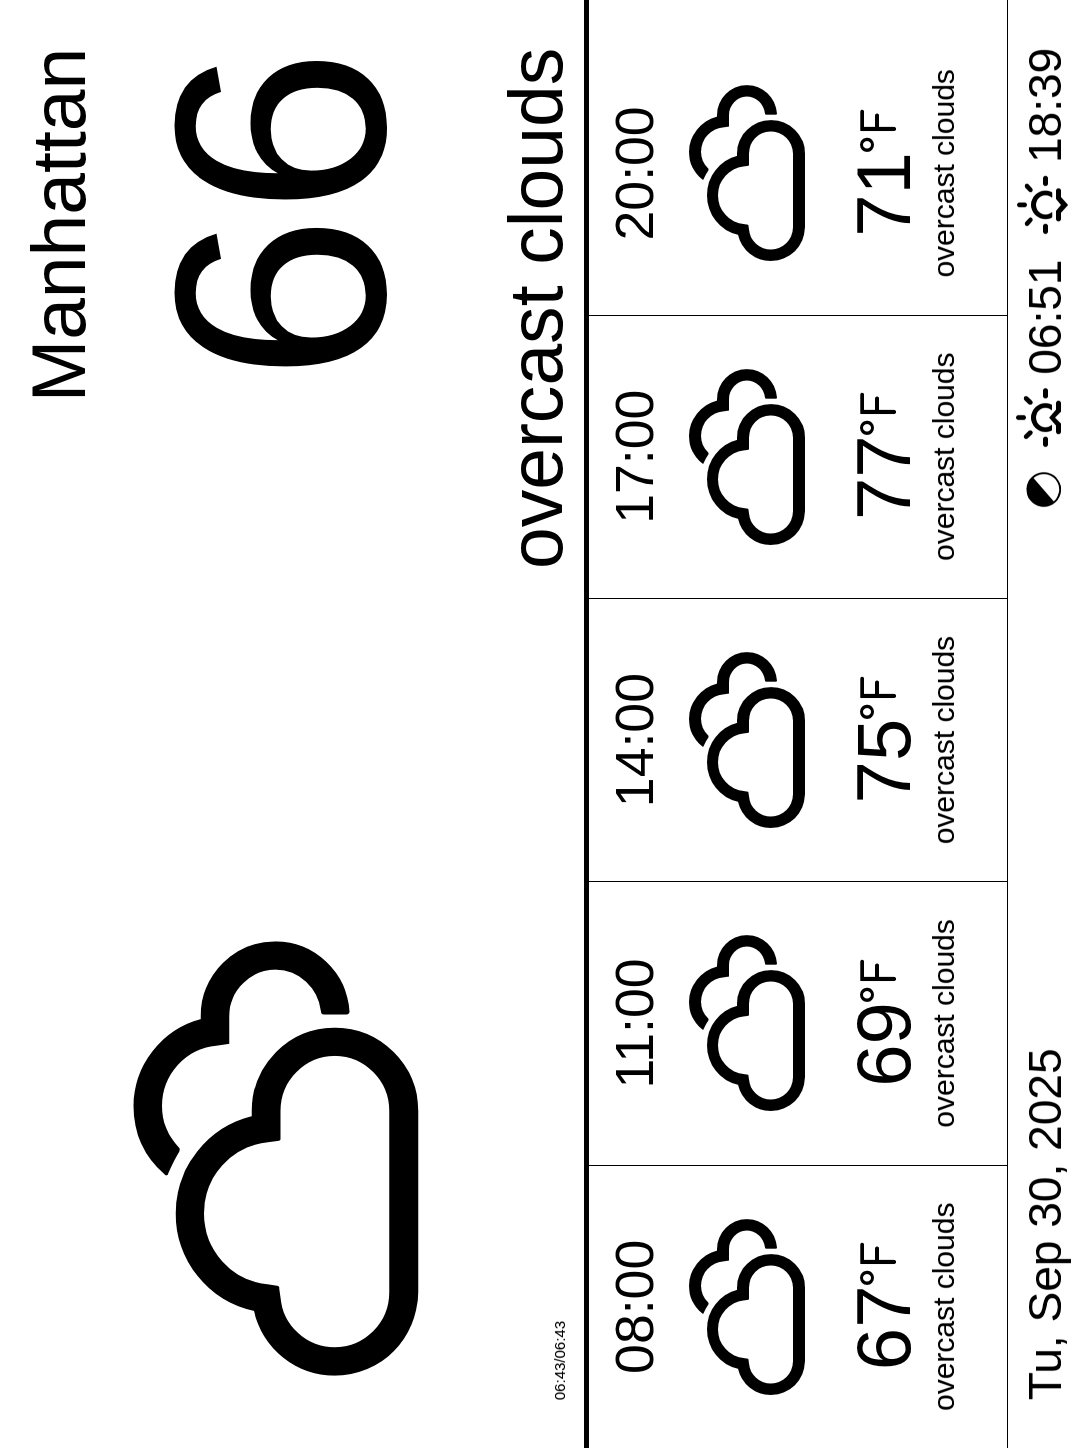 Manhattan
66
overcast clouds
06:43/06:43
08:00 11:00 14:00 17:00 20:00
67°F 69°F 75°F 77°F 71°F
overcast clouds overcast clouds overcast clouds overcast clouds overcast clouds
Tu, Sep 30, 2025 06:51 18:39